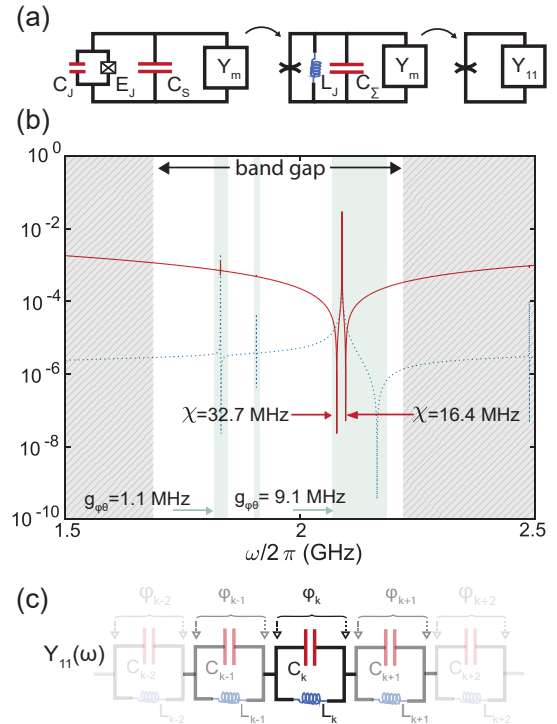 (a)
C_J E_J C_S Y_m L_J C_Σ Y_m Y_11
(b)
10^0
band gap
10^-2
10^-4
10^-6
χ=32.7 MHz χ=16.4 MHz
10^-8
g_φθ=1.1 MHz g_φθ= 9.1 MHz
10^-10
1.5 2 2.5
ω/2 π (GHz)
(c)
φ_k-2 φ_k-1 φ_k φ_k+1 φ_k+2
Y_11(ω)
C_k-2 C_k-1 C_k C_k+1 C_k+2
L_k-2 L_k-1 L_k L_k+1 L_k+2